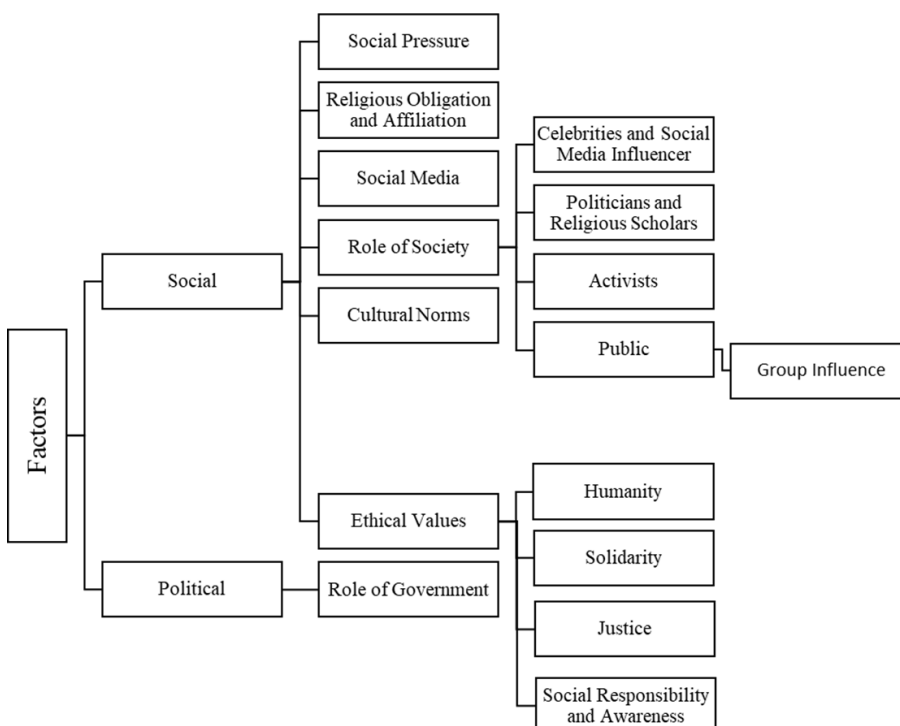 Social Pressure
Religious Obligation
and Affiliation
Celebrities and Social
Media Influencer
Social Media
Politicians and
Religious Scholars
Role of Society
Social
Activists
Cultural Norms
Public
Group Influence
Factors
Humanity
Ethical Values
Solidarity
Political
Role of Government
Justice
Social Responsibility
and Awareness